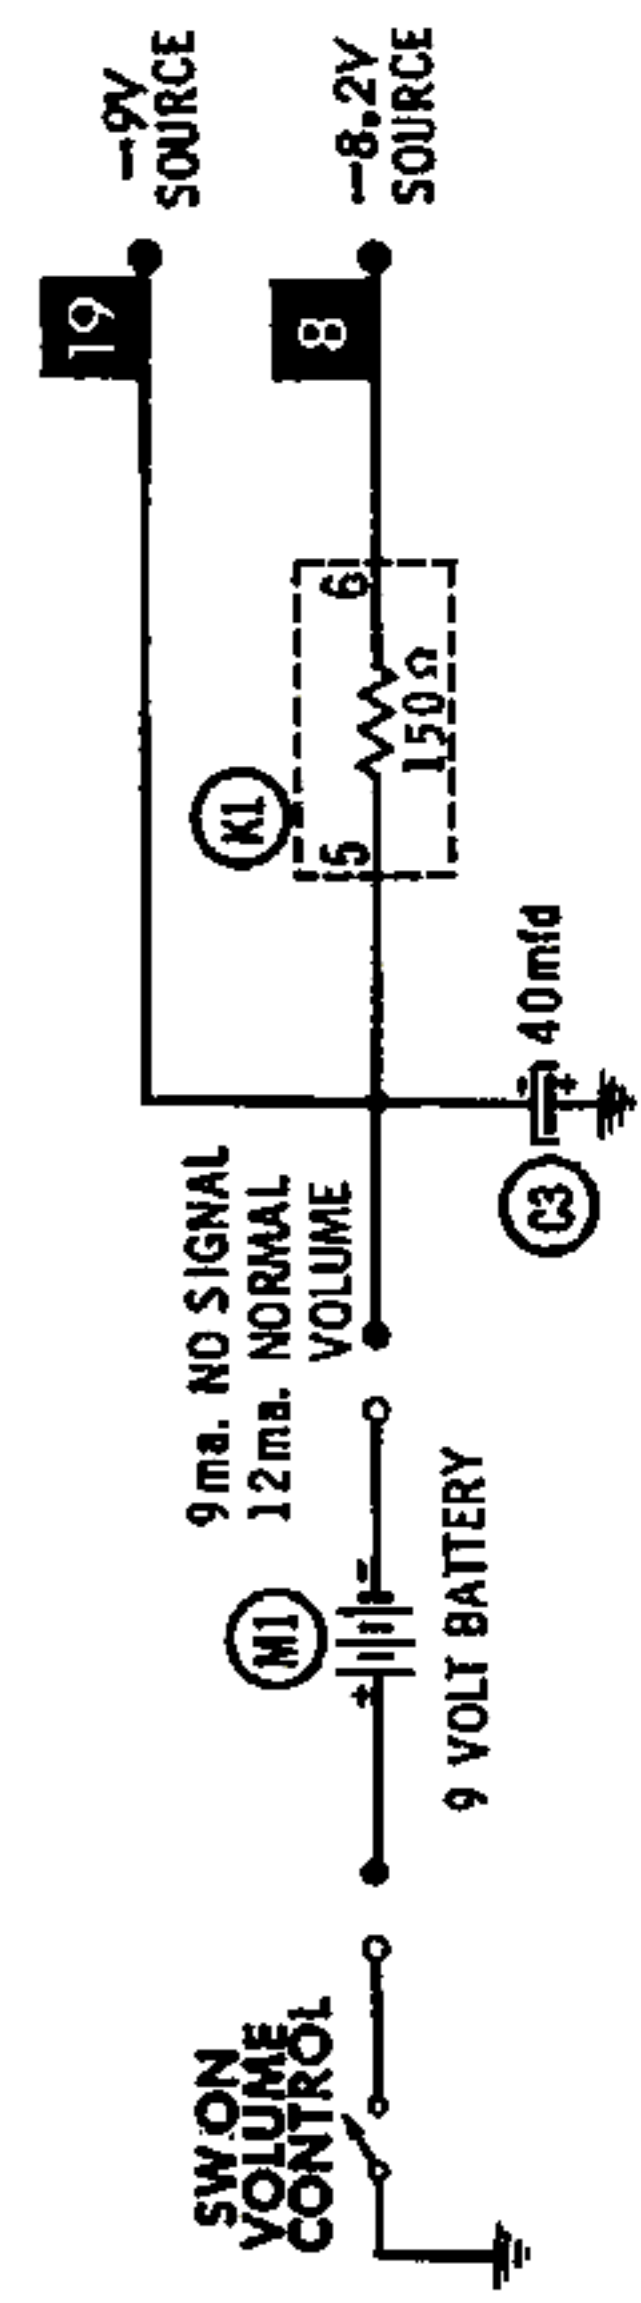 SW ON
VOLUME
CONTROL
M1
+
-
9 VOLT BATTERY
9ma. NO SIGNAL
12ma. NORMAL
VOLUME
C3
-
+
40mfd
K1
5
6
150Ω
19
-9V
SOURCE
8
-8.2V
SOURCE